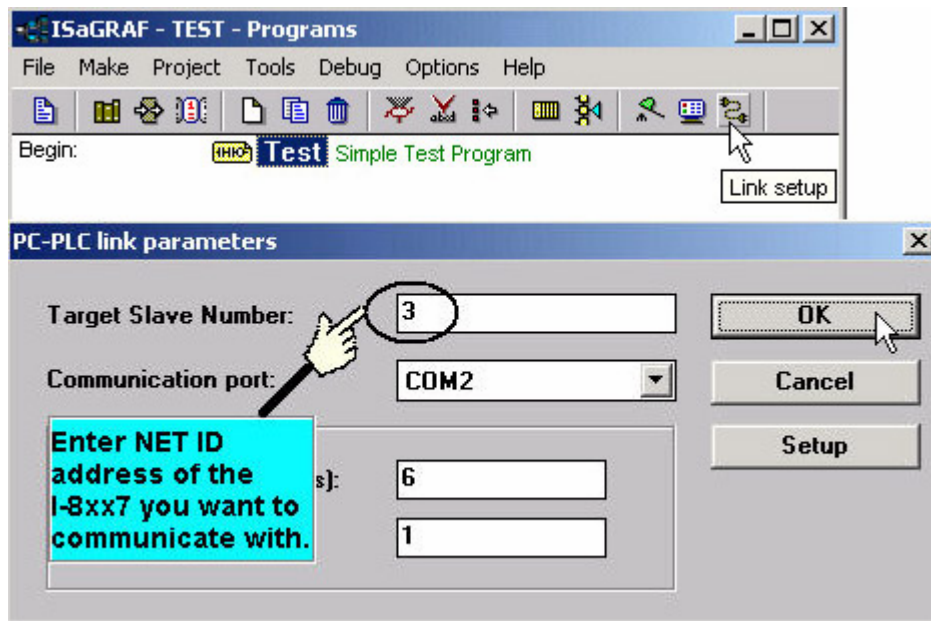 ISaGRAF - TEST - Programs
File Make Project Tools Debug Options Help
Begin: Test Simple Test Program
Link setup
PC-PLC link parameters
Target Slave Number: 3 OK
Communication port: COM2 Cancel
Setup
Enter NET ID
address of the
I-8xx7 you want to
communicate with.
s): 6
1